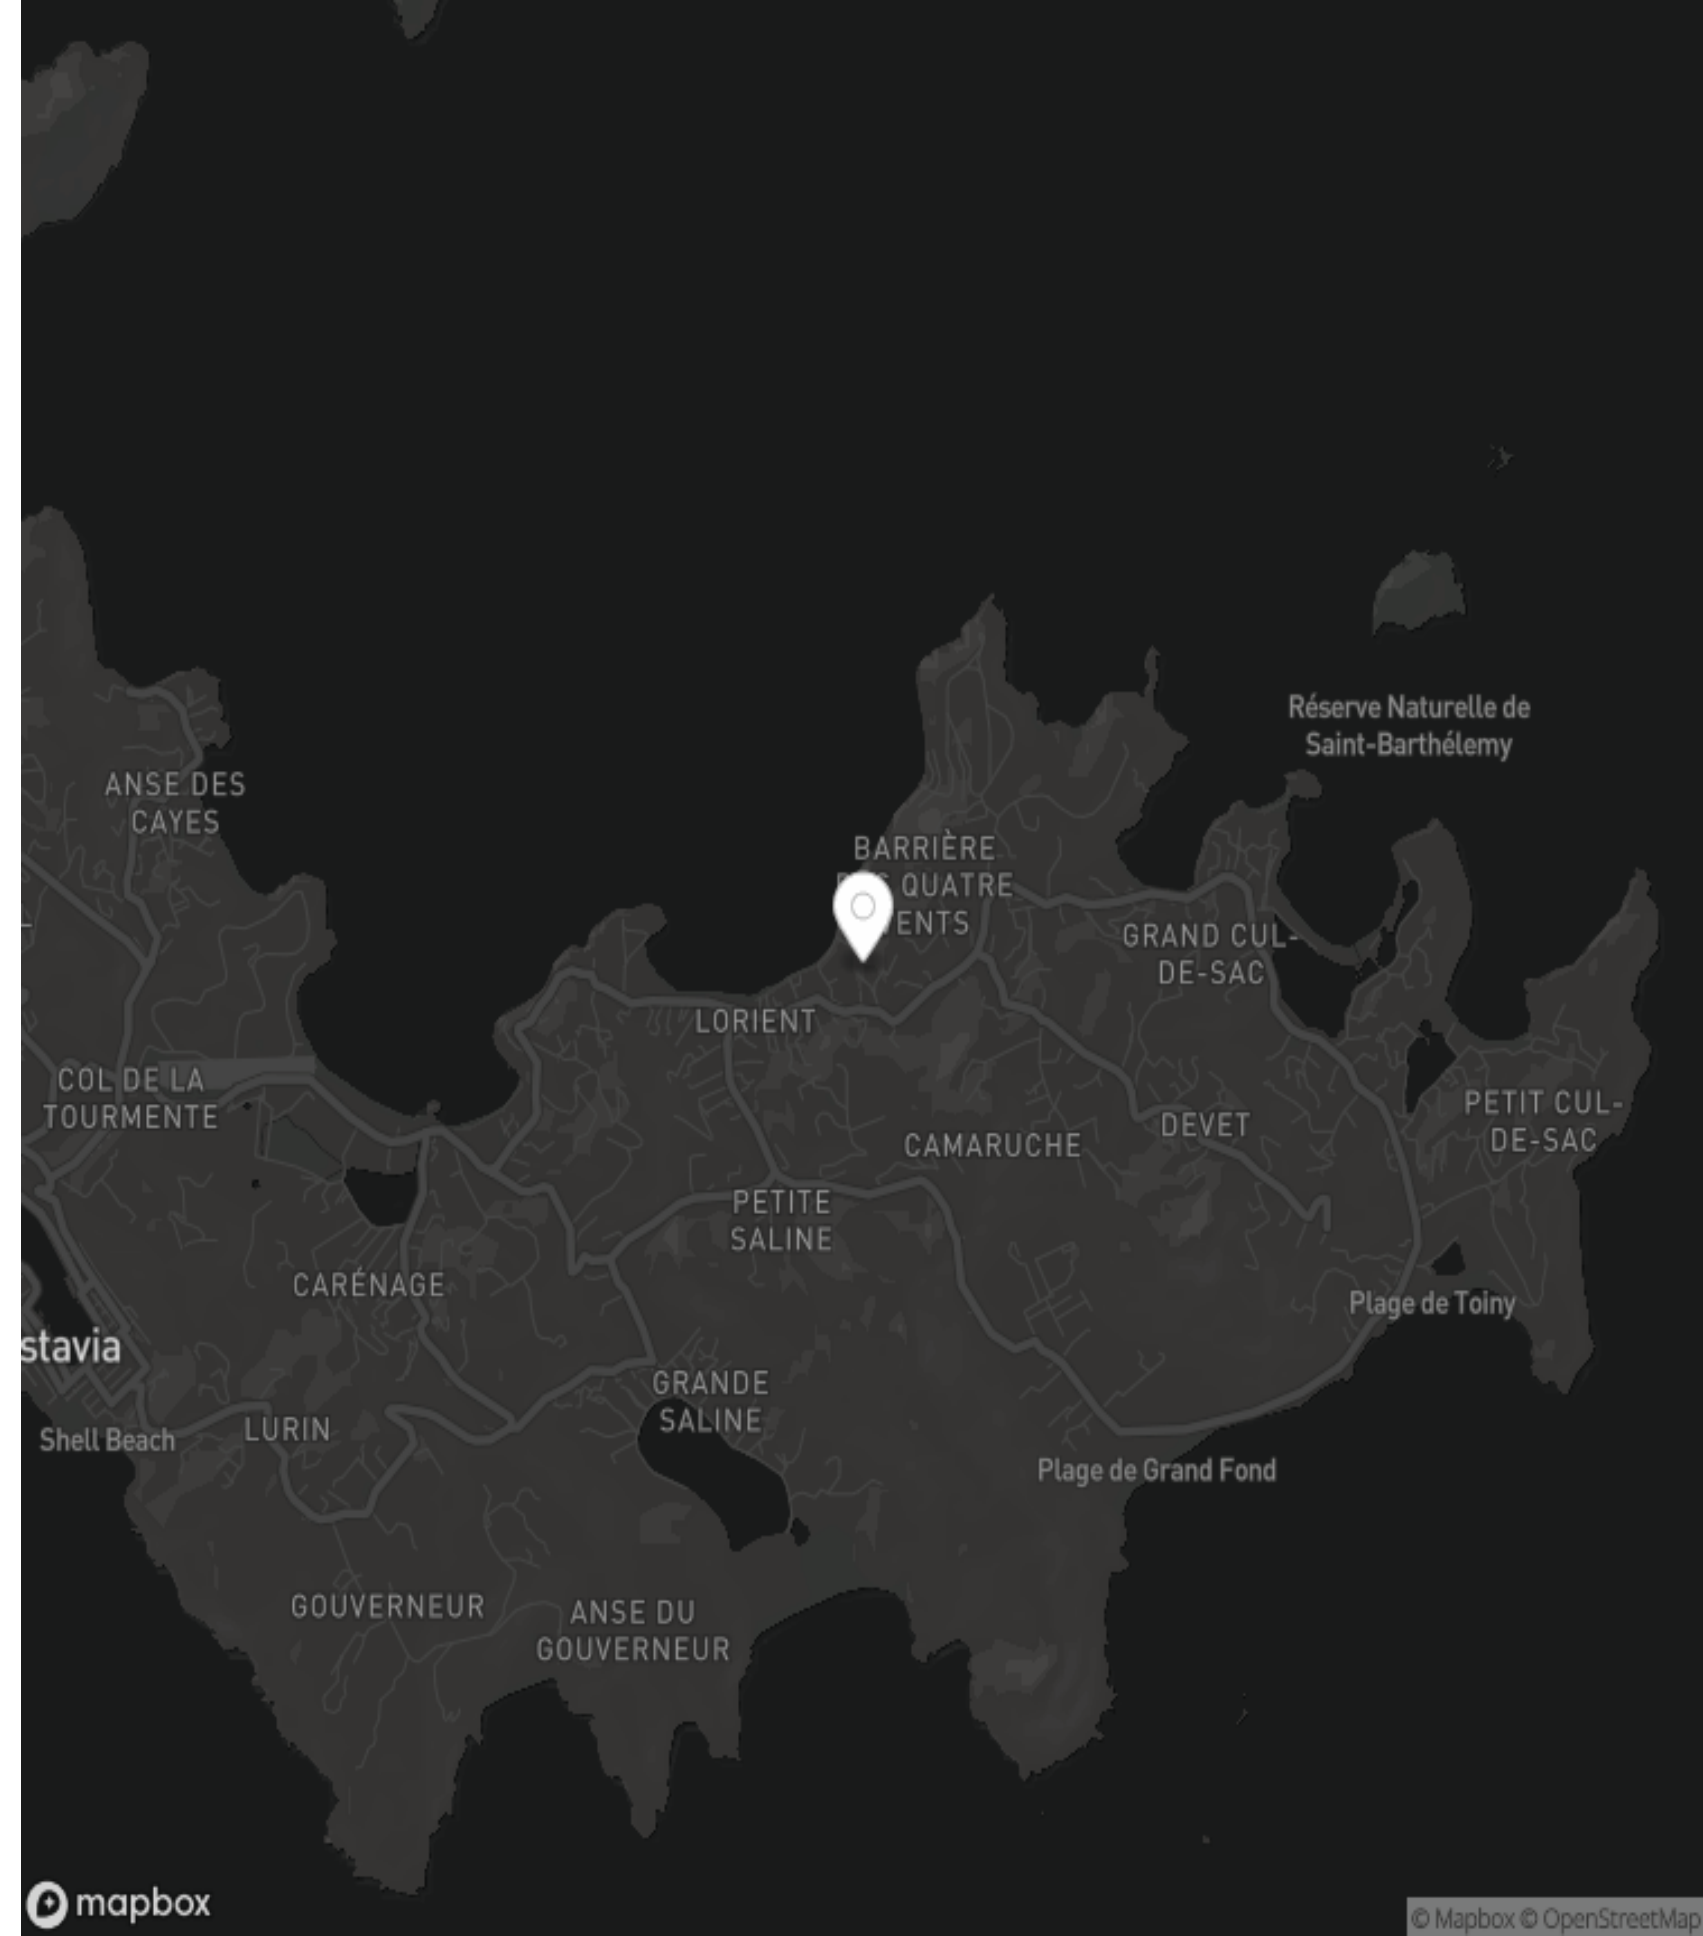 Réserve Naturelle de
Saint-Barthélemy
ANSE DES
CAYES
BARRIÈRE
QUATRE
ENTS
GRAND CUL-
DE-SAC
LORIENT
COL DE LA
TOURMENTE
PETIT CUL-
DE-SAC
DEVET
CAMARUCHE
PETITE
SALINE
CARÉNAGE
Plage de Toiny
stavia
GRANDE
SALINE
LURIN
Shell Beach
Plage de Grand Fond
GOUVERNEUR
ANSE DU
GOUVERNEUR
mapbox
© Mapbox © OpenStreetMap